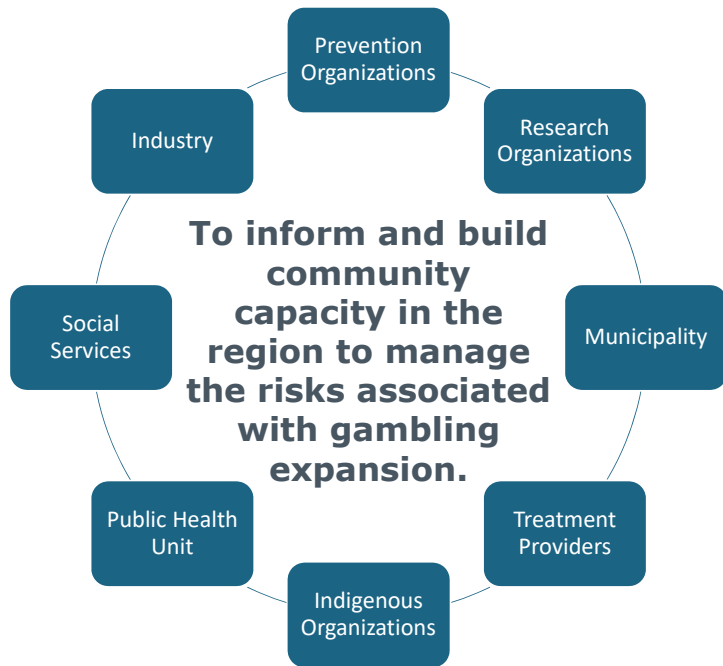 Prevention
Organizations
Research
Organizations
Municipality
Treatment
Providers
Indigenous
Organizations
Public Health
Unit
Social
Services
Industry
To inform and build
community
capacity in the
region to manage
the risks associated
with gambling
expansion.